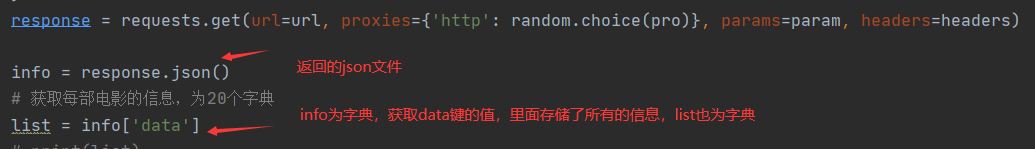 response = requests.get(url=url, proxies={'http': random.choice(pro)}, params=param, headers=headers)
info = response.json()
返回的json文件
# 获取每部电影的信息，为20个字典
info为字典，获取data键的值，里面存储了所有的信息，list也为字典
list = info['data']
# print(list)